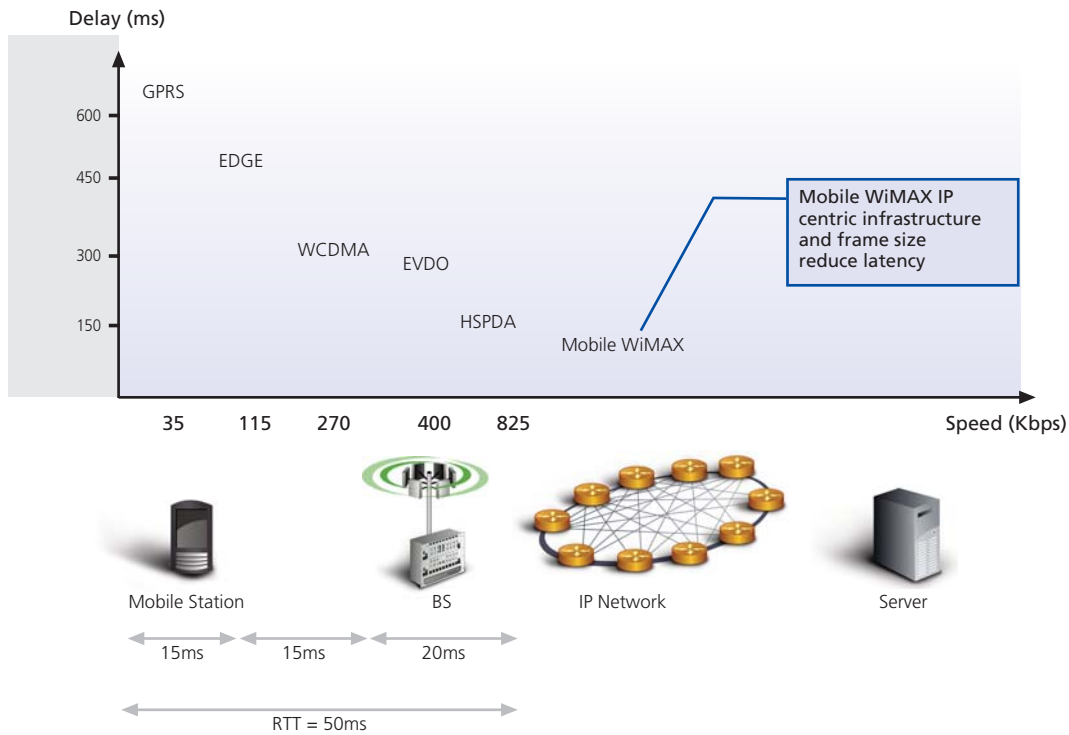 Delay (ms)
GPRS
600
EDGE
450
Mobile WiMAX IP
centric infrastructure
and frame size
reduce latency
WCDMA
EVDO
300
HSPDA
150
Mobile WiMAX
35 115 270 400 825 Speed (Kbps)
Mobile Station BS IP Network Server
15ms 15ms 20ms
RTT = 50ms